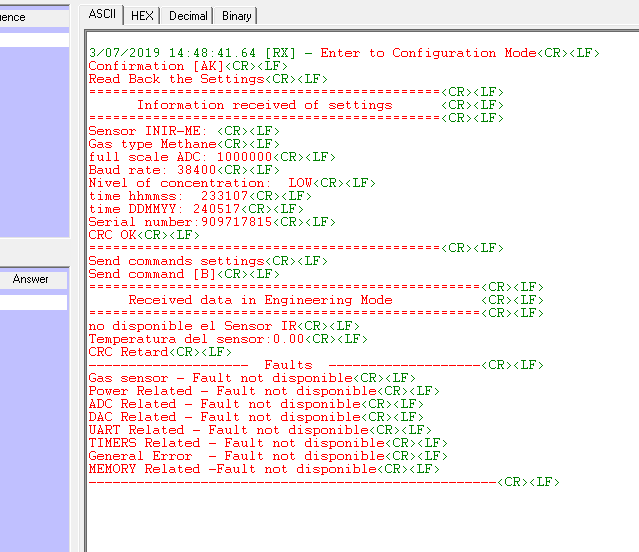 uence
ASCII HEX Decimal Binary
3/07/2019 14:48:41.64 [RX] - Enter to Configuration Mode<CR><LF>
Confirmation [AK]<CR><LF>
Read Back the Settings<CR><LF>
===========================================<CR><LF>
Information received of settings <CR><LF>
===========================================<CR><LF>
Sensor INIR-ME: <CR><LF>
Gas type Methane<CR><LF>
full scale ADC: 1000000<CR><LF>
Baud rate: 38400<CR><LF>
Nivel of concentration:  LOW<CR><LF>
time hhmmss:  233107<CR><LF>
time DDMMYY: 240517<CR><LF>
Serial number:909717815<CR><LF>
CRC OK<CR><LF>
===========================================<CR><LF>
Send commands settings<CR><LF>
Send command [B]<CR><LF>
================================================<CR><LF>
Received data in Engineering Mode <CR><LF>
================================================<CR><LF>
no disponible el Sensor IR<CR><LF>
Temperatura del sensor:0.00<CR><LF>
CRC Retard<CR><LF>
-------------------- Faults -------------------<CR><LF>
Gas sensor - Fault not disponible<CR><LF>
Power Related - Fault not disponible<CR><LF>
ADC Related - Fault not disponible<CR><LF>
DAC Related - Fault not disponible<CR><LF>
UART Related - Fault not disponible<CR><LF>
TIMERS Related - Fault not disponible<CR><LF>
General Error  - Fault not disponible<CR><LF>
MEMORY Related -Fault not disponible<CR><LF>
--------------------------------------------------<CR><LF>
Answer